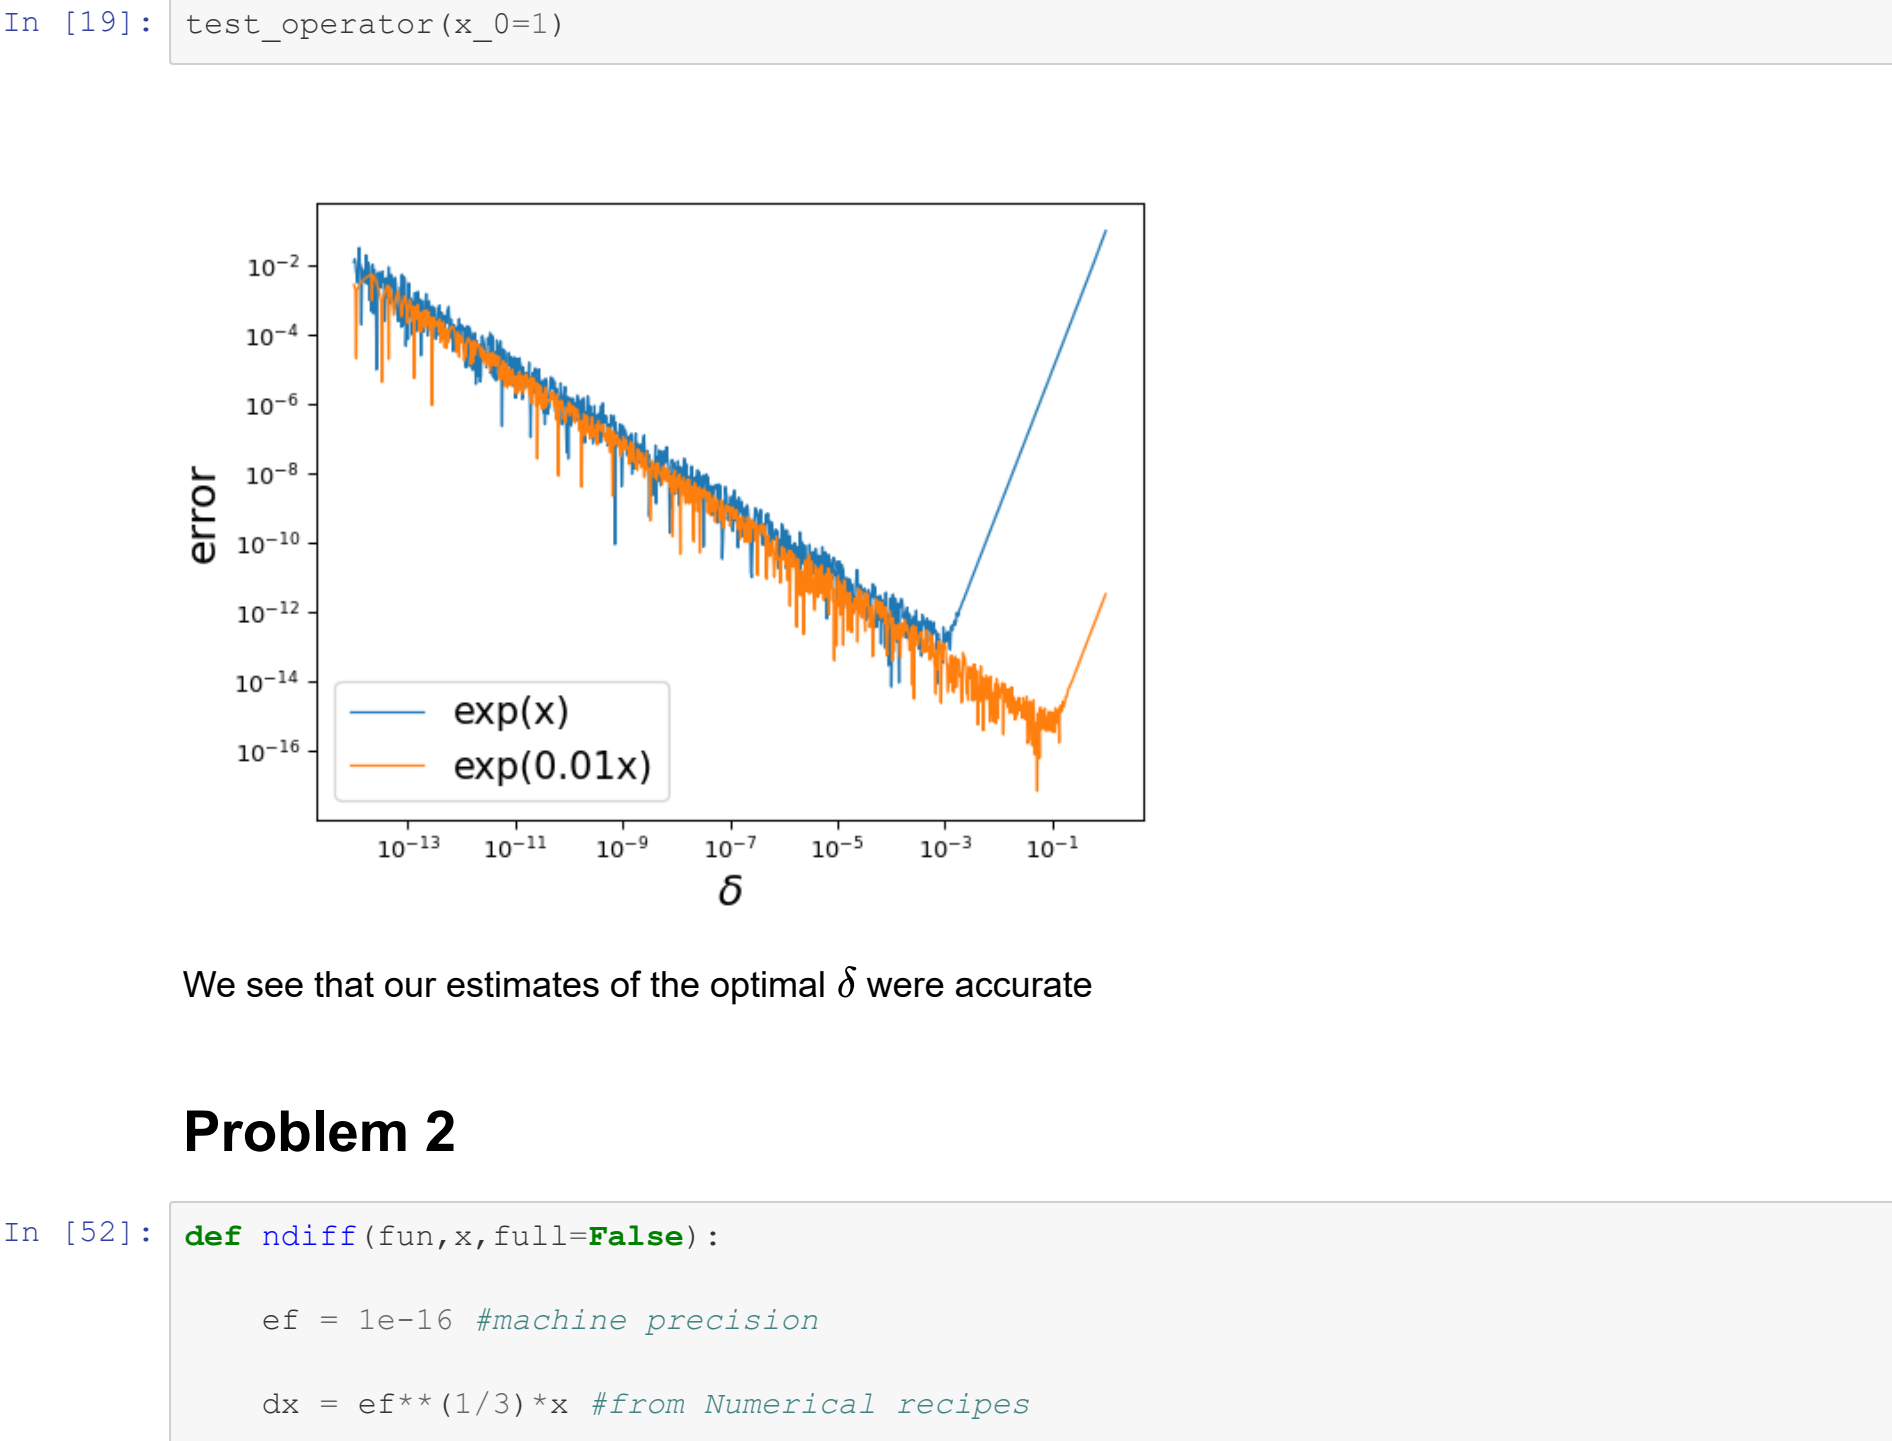 In [19]: test_operator(x_0=1)
10⁻²
10⁻⁴
10⁻⁶
10⁻⁸
10⁻¹⁰
10⁻¹²
10⁻¹⁴
10⁻¹⁶
error
exp(x)
exp(0.01x)
10⁻¹³ 10⁻¹¹ 10⁻⁹ 10⁻⁷ 10⁻⁵ 10⁻³ 10⁻¹
δ
We see that our estimates of the optimal δ were accurate
Problem 2
In [52]: def ndiff(fun,x,full=False):
ef = 1e-16 #machine precision
dx = ef**(1/3)*x #from Numerical recipes